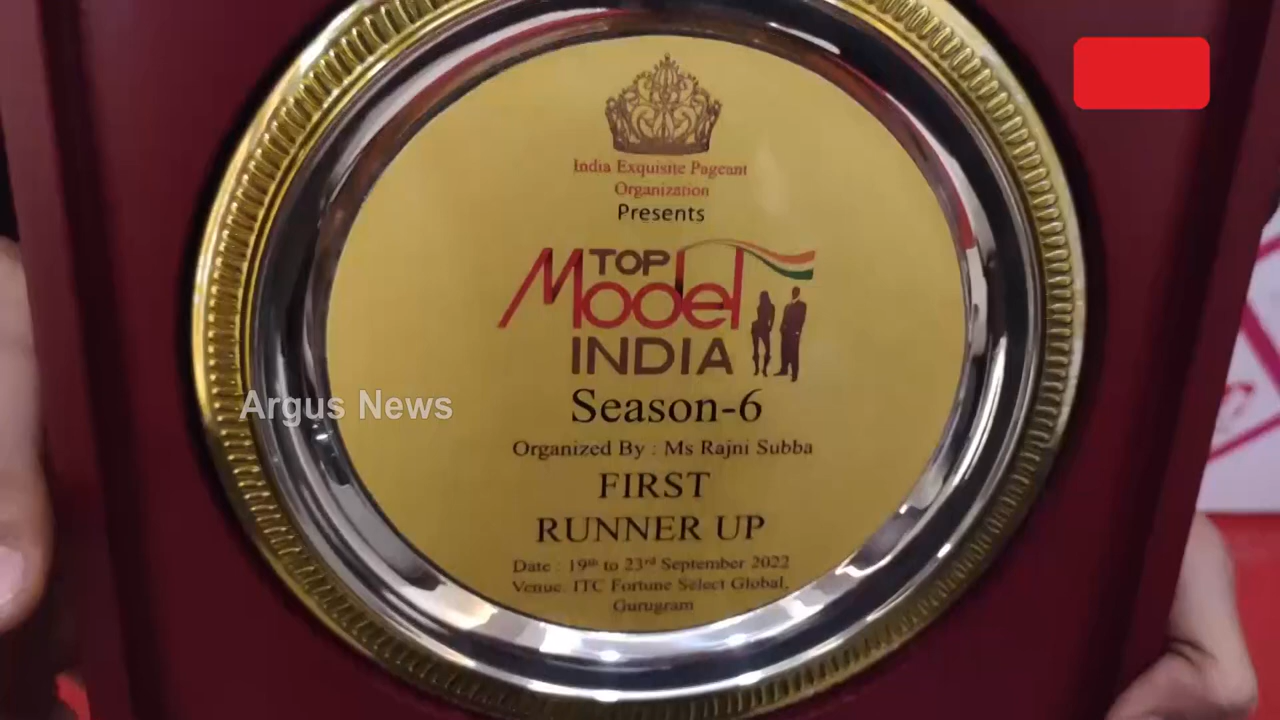 India Exquisite Pageant
Organization
Presents
TOP
Model
INDIA
Argus News
Season-6
Organized By : Ms Rajni Subba
FIRST
RUNNER UP
Date : 19th to 23rd September 2022
Venue. ITC Fortune Select Global,
Gurugram